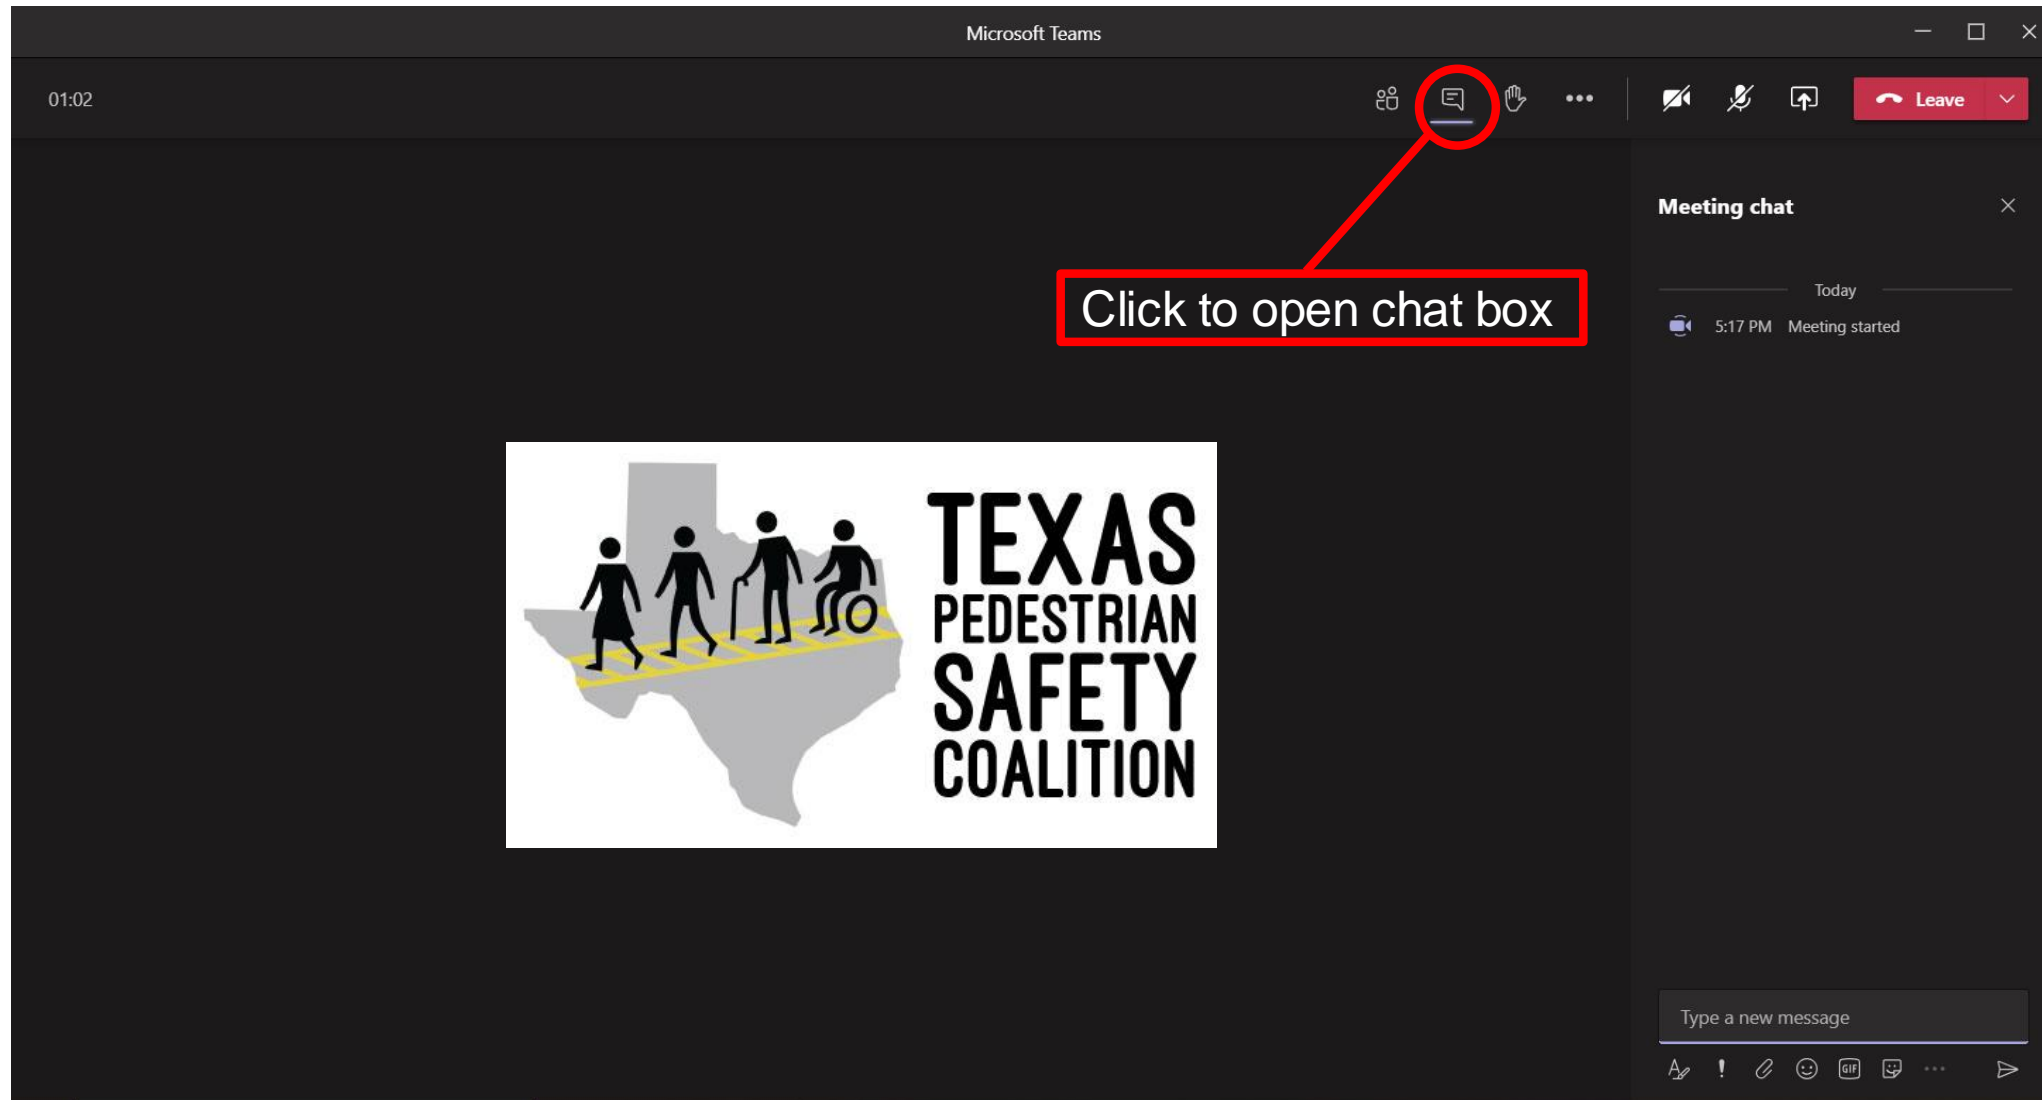 Microsoft Teams
01:02
Leave
Meeting chat
Click to open chat box
Today
5:17 PM Meeting started
TEXAS
PEDESTRIAN
SAFETY
COALITION
Type a new message
GIF